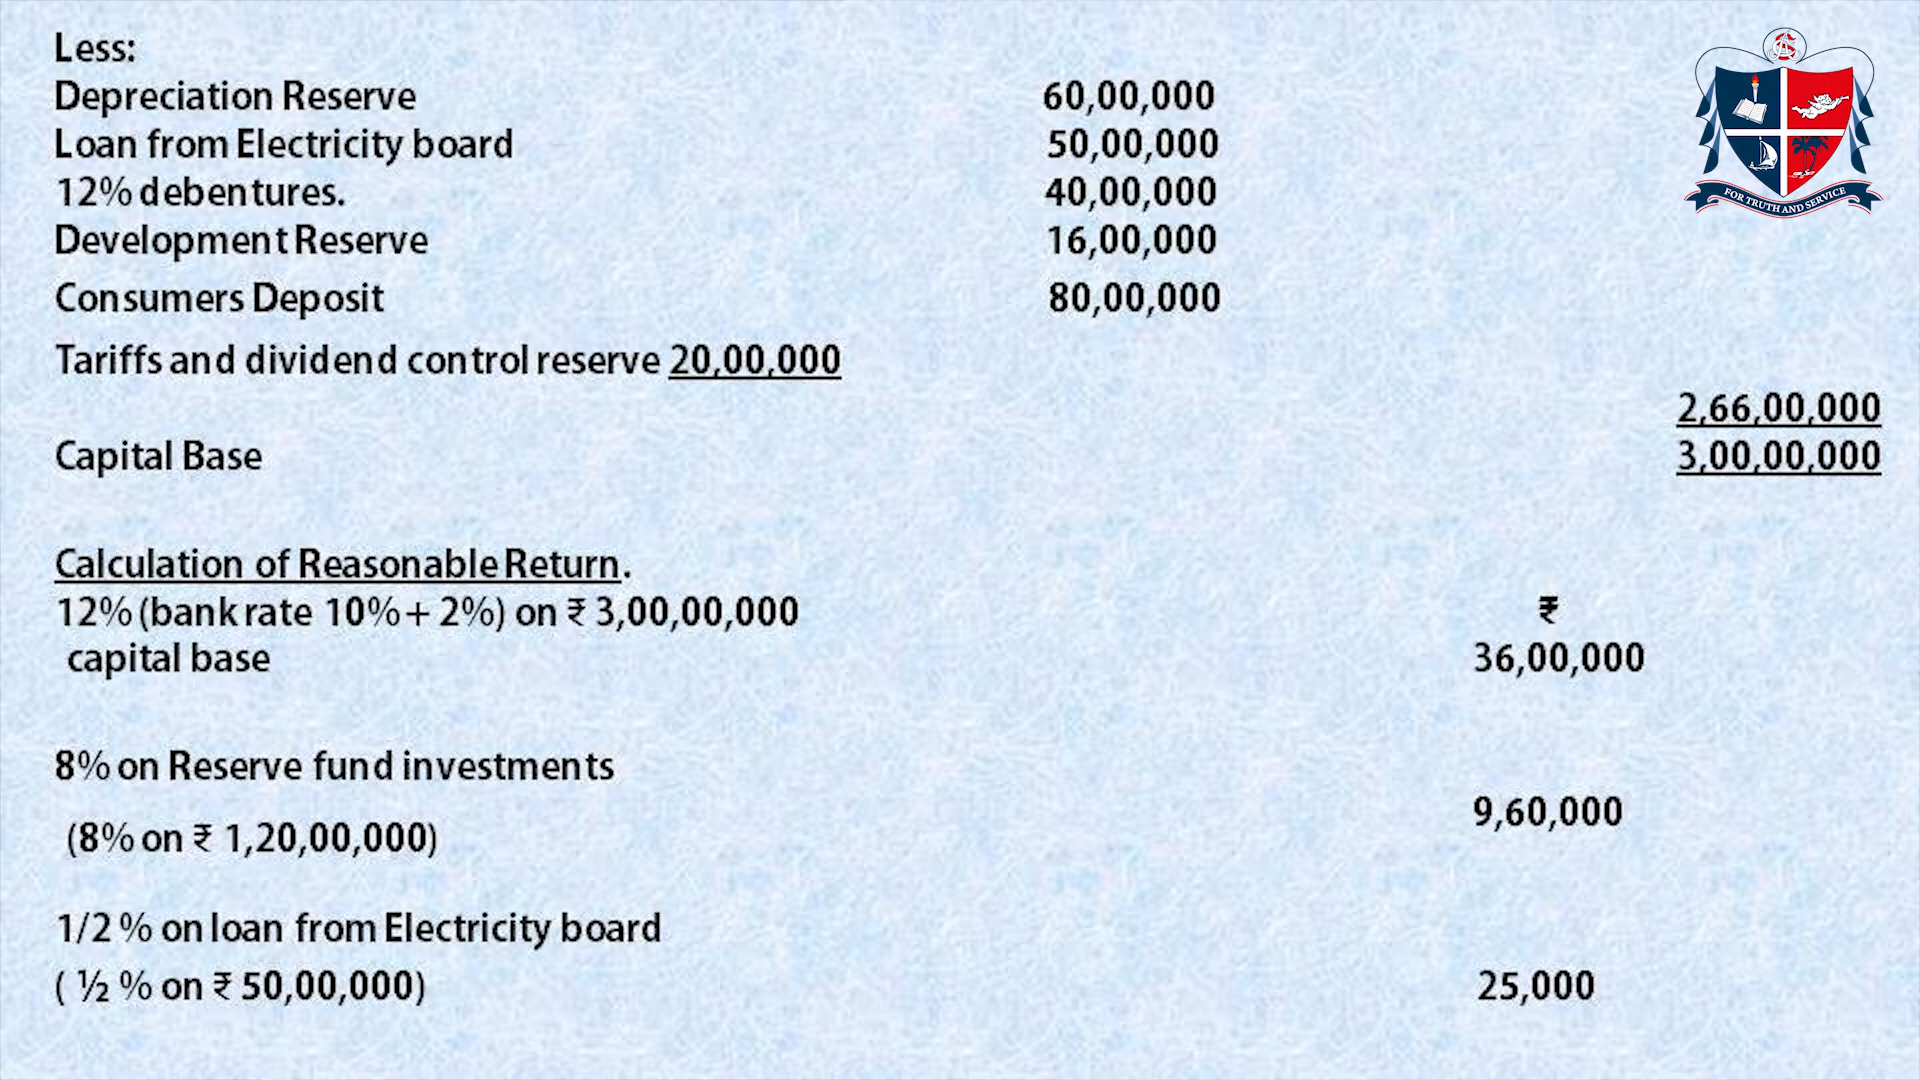 Less:
Depreciation Reserve 60,00,000
Loan from Electricity board 50,00,000
12% debentures. 40,00,000
Development Reserve 16,00,000
Consumers Deposit 80,00,000
Tariffs and dividend control reserve 20,00,000
2,66,00,000
Capital Base 3,00,00,000
Calculation of Reasonable Return.
12% (bank rate 10% + 2%) on ₹ 3,00,00,000 ₹
capital base 36,00,000
8% on Reserve fund investments
9,60,000
(8% on ₹ 1,20,00,000)
1/2 % on loan from Electricity board
( ½ % on ₹ 50,00,000) 25,000
FOR TRUTH AND SERVICE